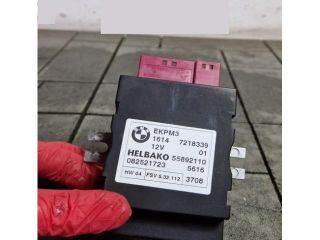 EKPM3
1614 7218339
12V 01
HELBAKO 55892110
082521723 5616
HW 04 FSV 5.32.112 3708